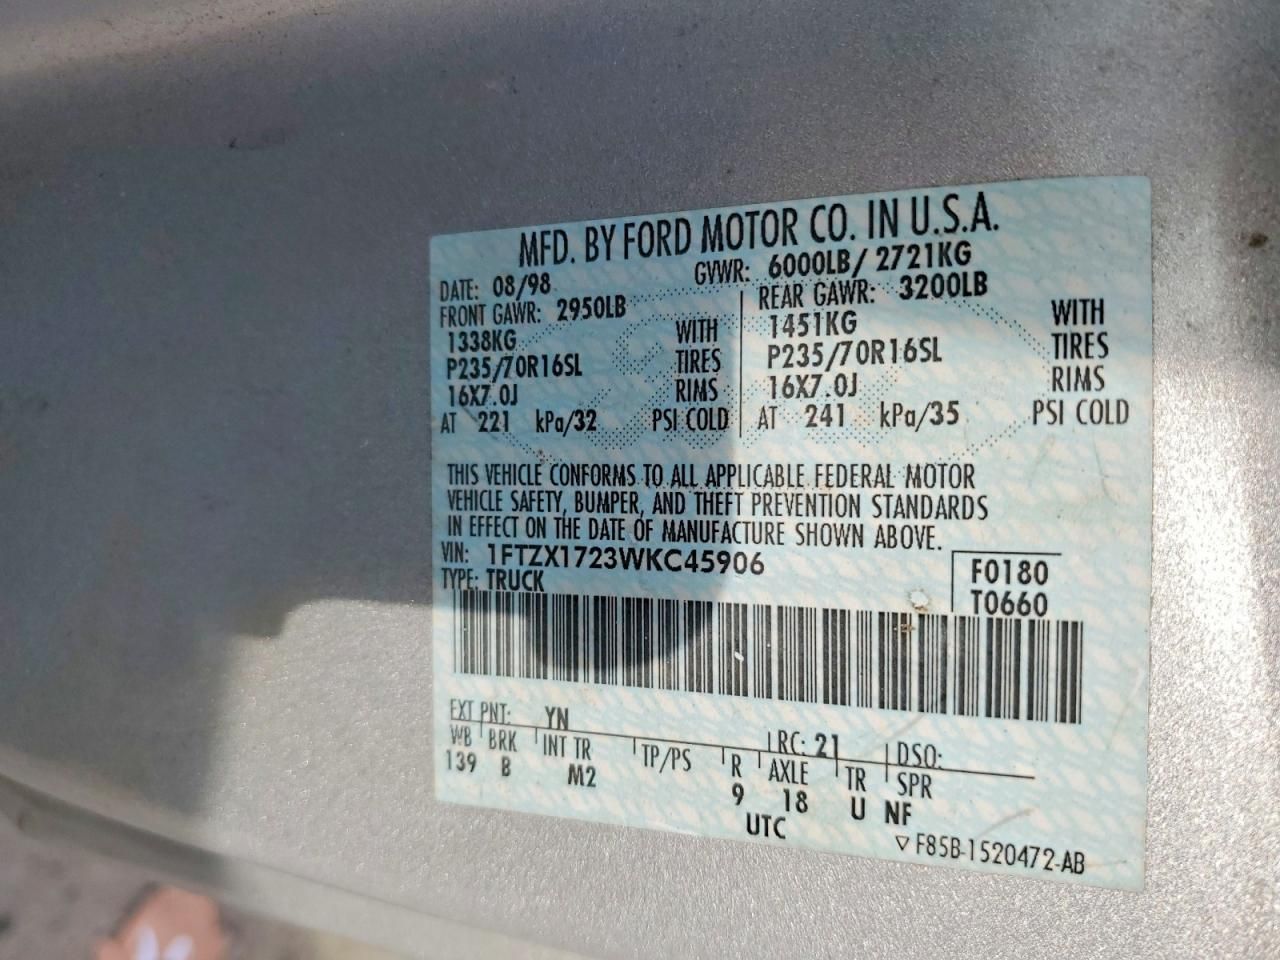 MFD. BY FORD MOTOR CO. IN U.S.A.
DATE: 08/98 GVWR: 6000LB/ 2721KG
FRONT GAWR: 2950LB REAR GAWR: 3200LB
1338KG WITH 1451KG WITH
P235/70R16SL TIRES P235/70R16SL TIRES
16X7.0J RIMS 16X7.0J RIMS
AT 221 kPa/32 PSI COLD AT 241 kPa/35 PSI COLD
THIS VEHICLE CONFORMS TO ALL APPLICABLE FEDERAL MOTOR
VEHICLE SAFETY, BUMPER, AND THEFT PREVENTION STANDARDS
IN EFFECT ON THE DATE OF MANUFACTURE SHOWN ABOVE.
VIN: 1FTZX1723WKC45906 F0180
TYPE: TRUCK T0660
EXT PNT: YN RC: 21 DSO:
WB BRK INT TR TP/PS R AXLE TR SPR
139 B M2 9 18 U NF
UTC
▽ F85B-1520472-AB